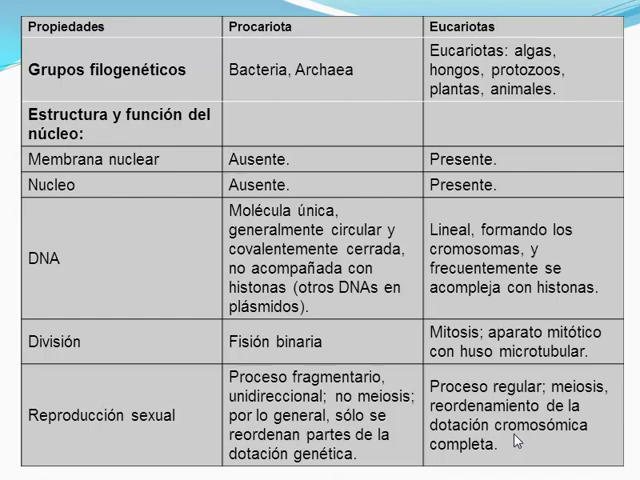 Propiedades
Procariota
Eucariotas
Grupos filogenéticos
Bacteria, Archaea
Eucariotas: algas,
hongos, protozoos,
plantas, animales.
Estructura y función del
núcleo:
Membrana nuclear
Ausente.
Presente.
Nucleo
Ausente.
Presente.
DNA
Molécula única,
generalmente circular y
covalentemente cerrada,
no acompañada con
histonas (otros DNAs en
plásmidos).
Lineal, formando los
cromosomas, y
frecuentemente se
acompleja con histonas.
División
Fisión binaria
Mitosis; aparato mitótico
con huso microtubular.
Reproducción sexual
Proceso fragmentario,
unidireccional; no meiosis;
por lo general, sólo se
reordenan partes de la
dotación genética.
Proceso regular; meiosis,
reordenamiento de la
dotación cromosómica
completa.